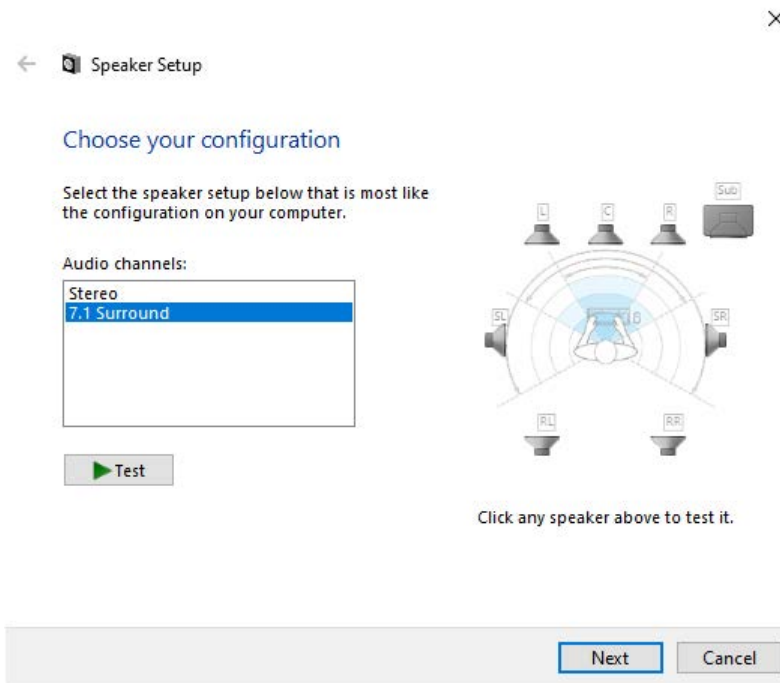 Speaker Setup
Choose your configuration
Select the speaker setup below that is most like
the configuration on your computer.
Audio channels:
Stereo
7.1 Surround
Test
L
C
R
Sub
SL
SR
RL
RR
Click any speaker above to test it.
Next
Cancel